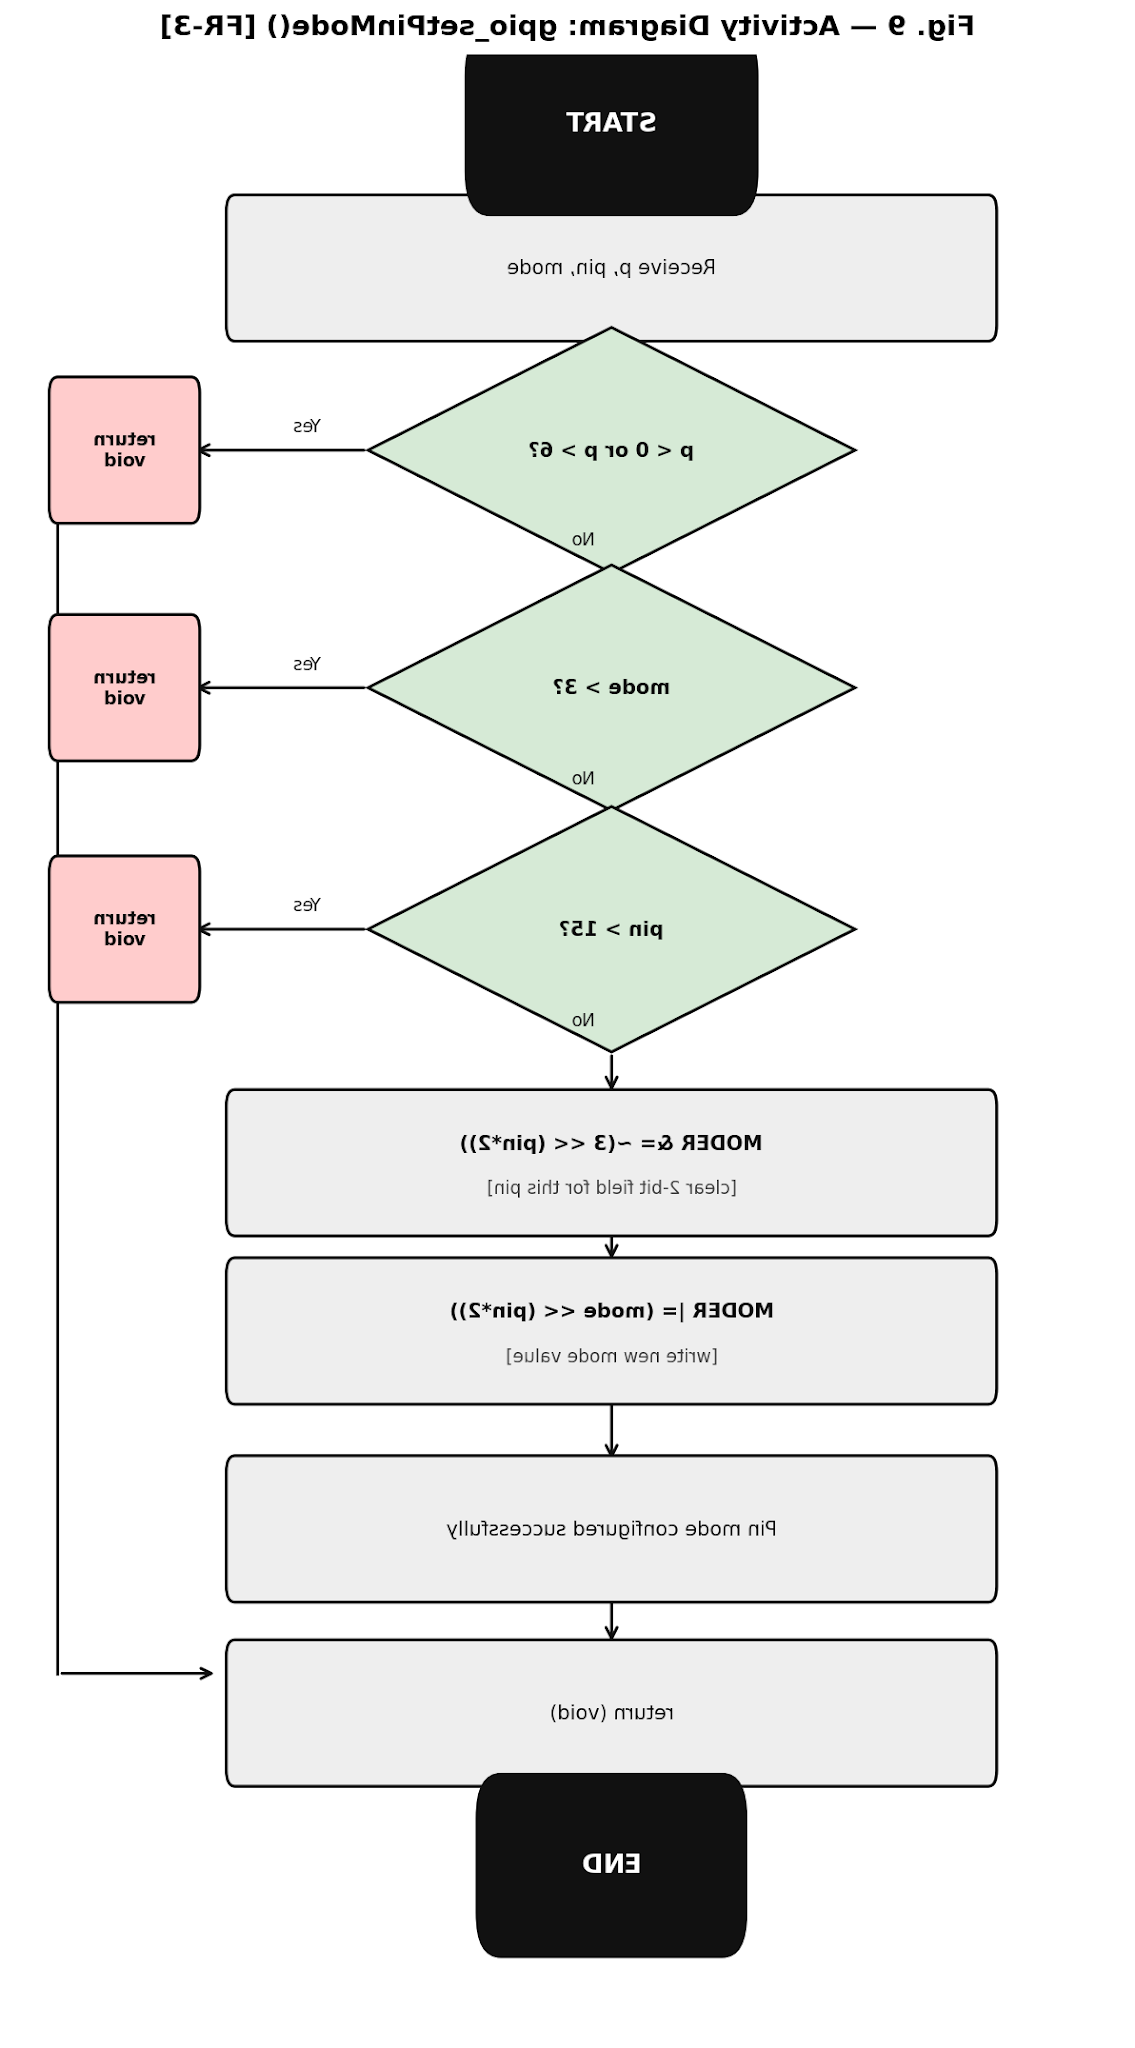 Fig. 9 — Activity Diagram: gpio_setPinMode() [FR-3]
START
Receive p, pin, mode
p < 0 or p > 6?
Yes
return
void
No
mode > 3?
Yes
return
void
No
pin > 15?
Yes
return
void
No
MODER &= ~(3 << (pin*2))
[clear 2-bit field for this pin]
MODER |= (mode << (pin*2))
[write new mode value]
Pin mode configured successfully
return (void)
END